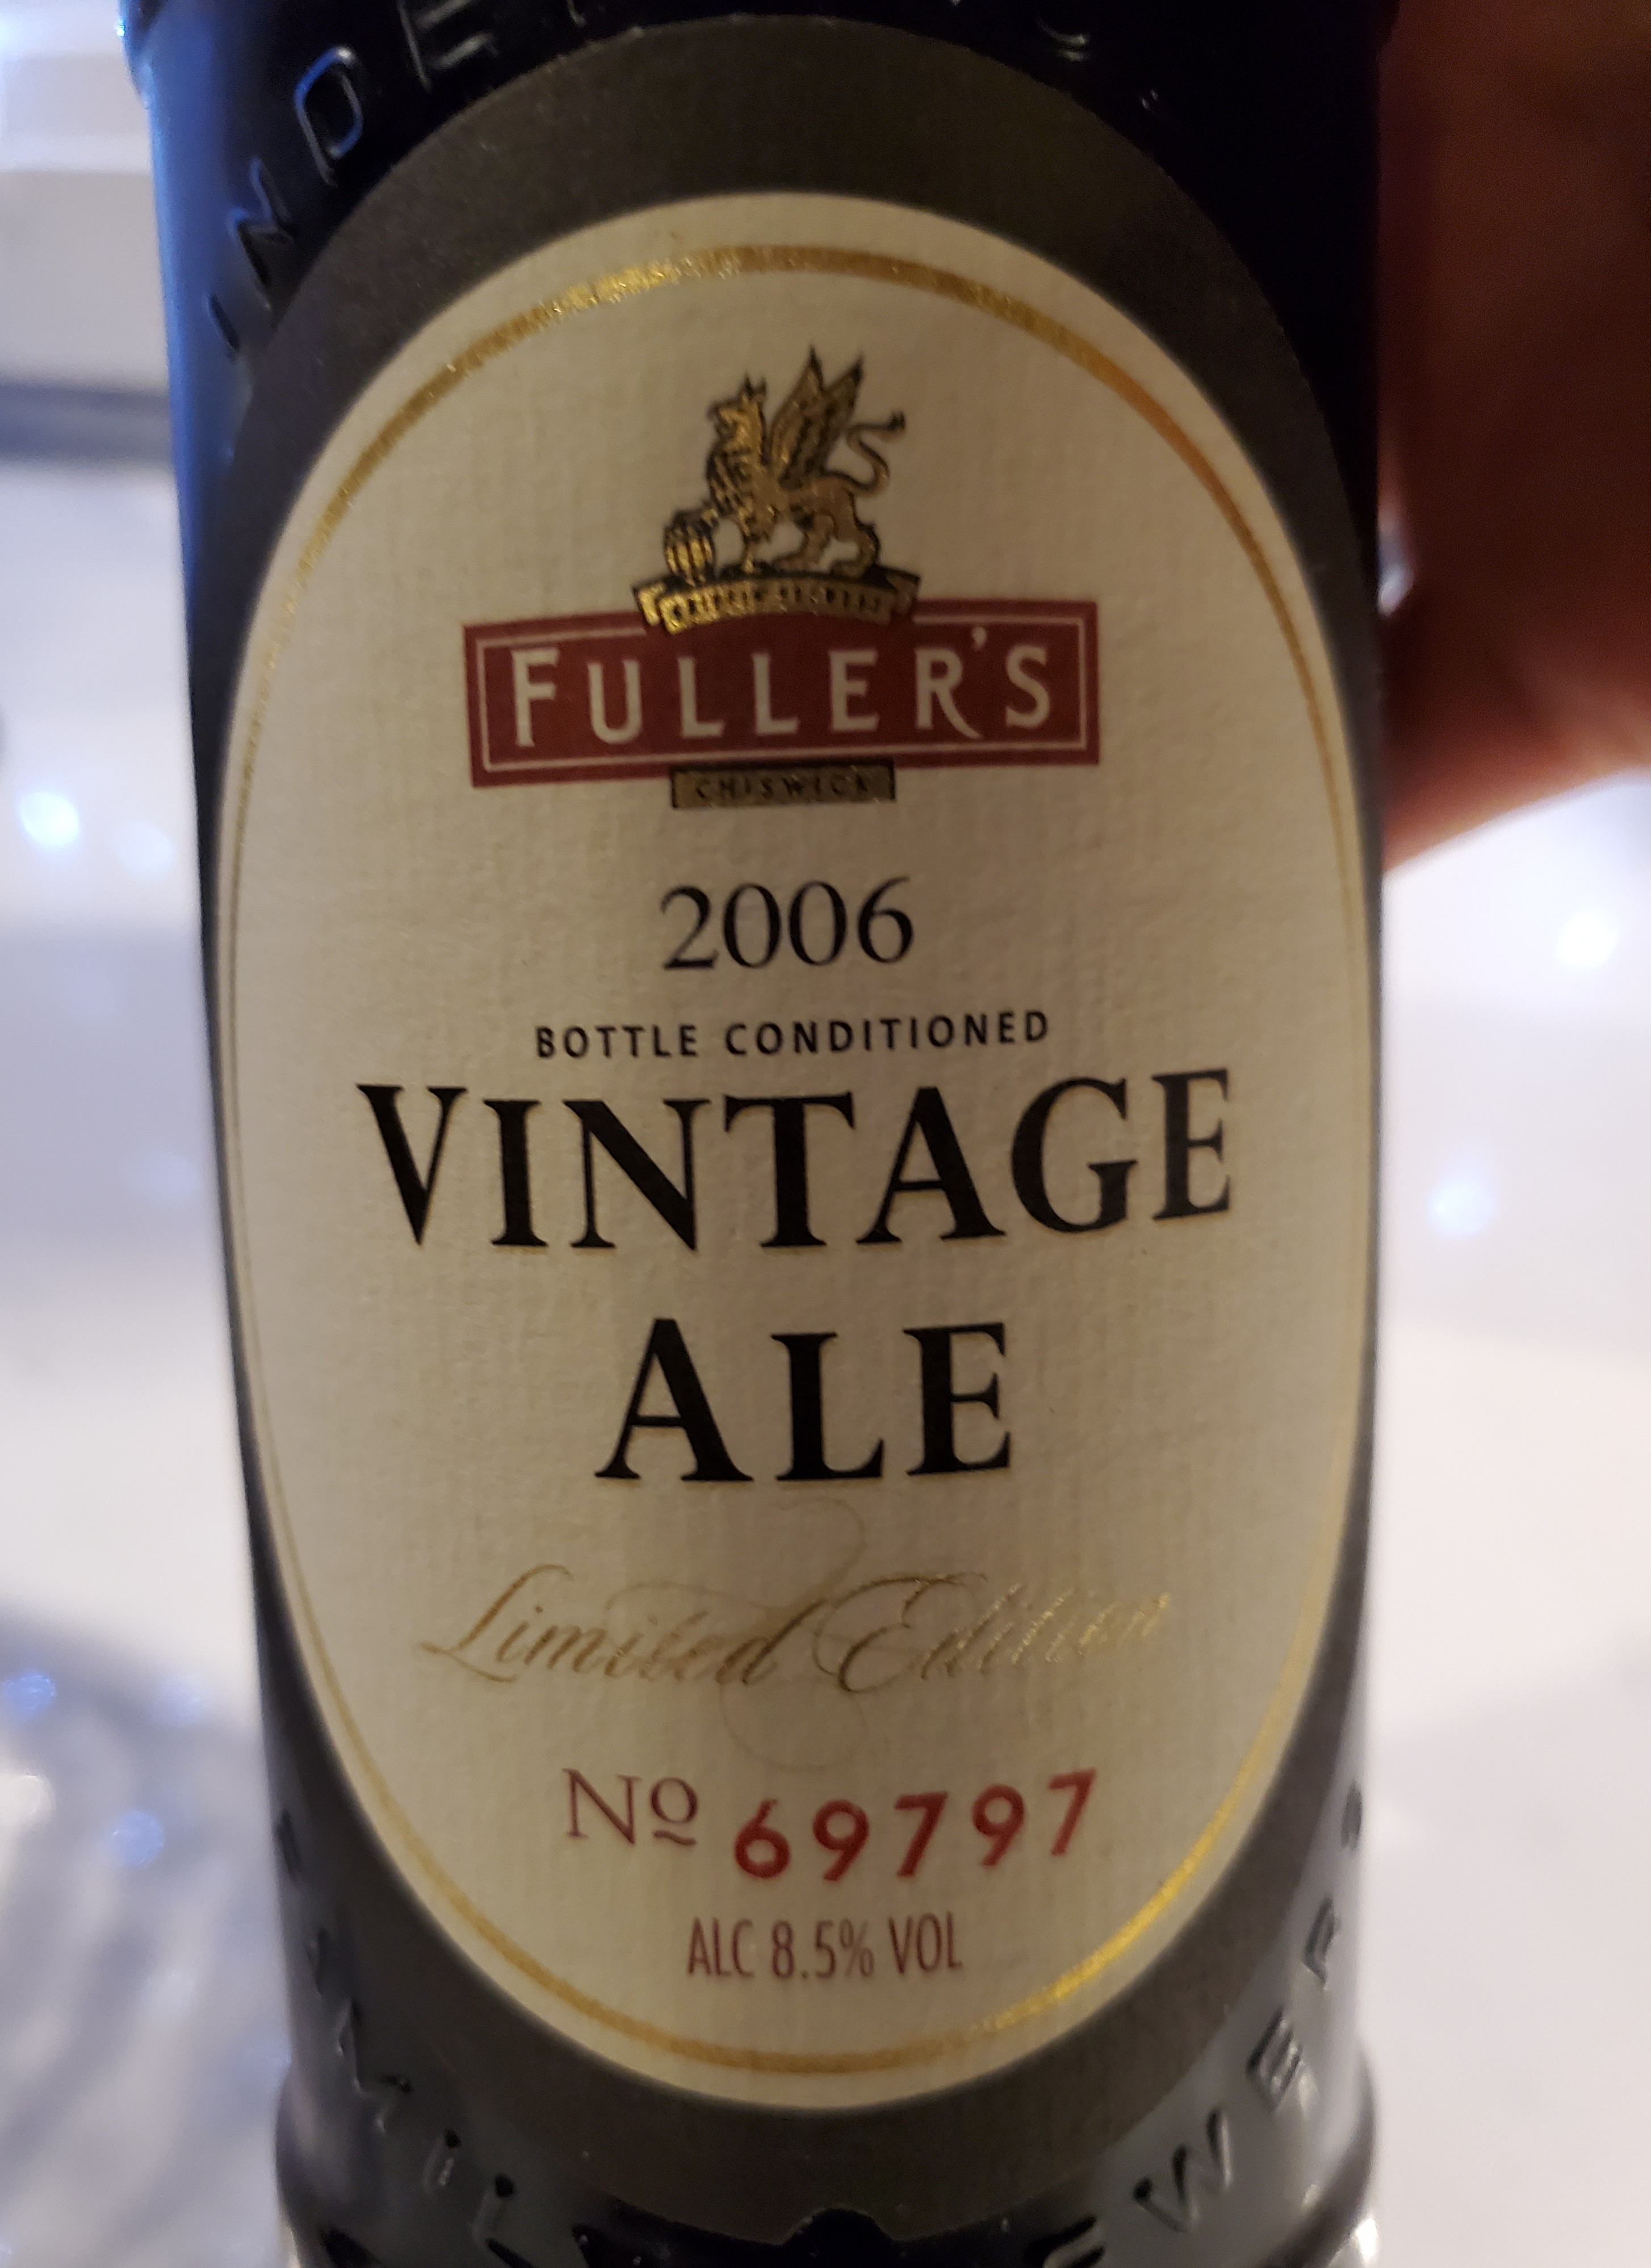 FULLER'S
CHISWICK
2006
BOTTLE CONDITIONED
VINTAGE
ALE
Limited Edition
Nº 69797
ALC 8.5% VOL